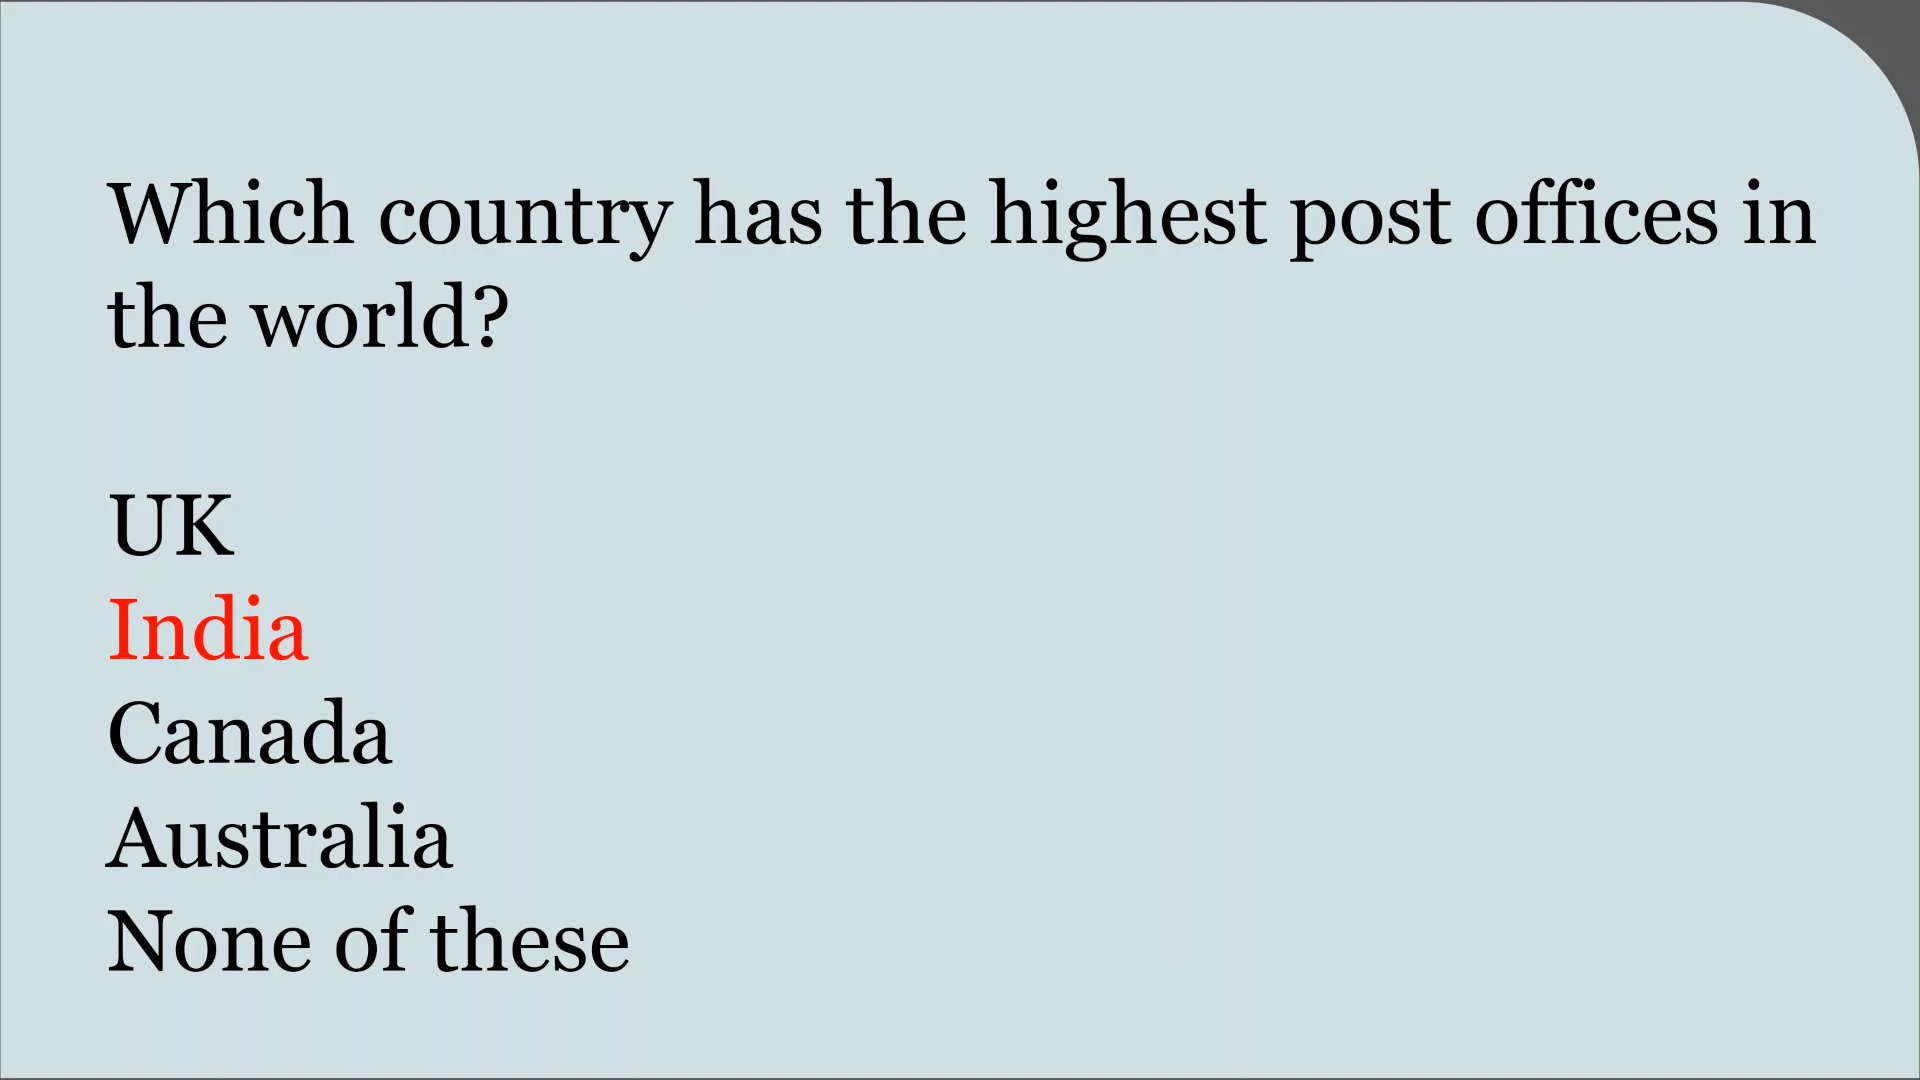 Which country has the highest post offices in
the world?
UK
India
Canada
Australia
None of these